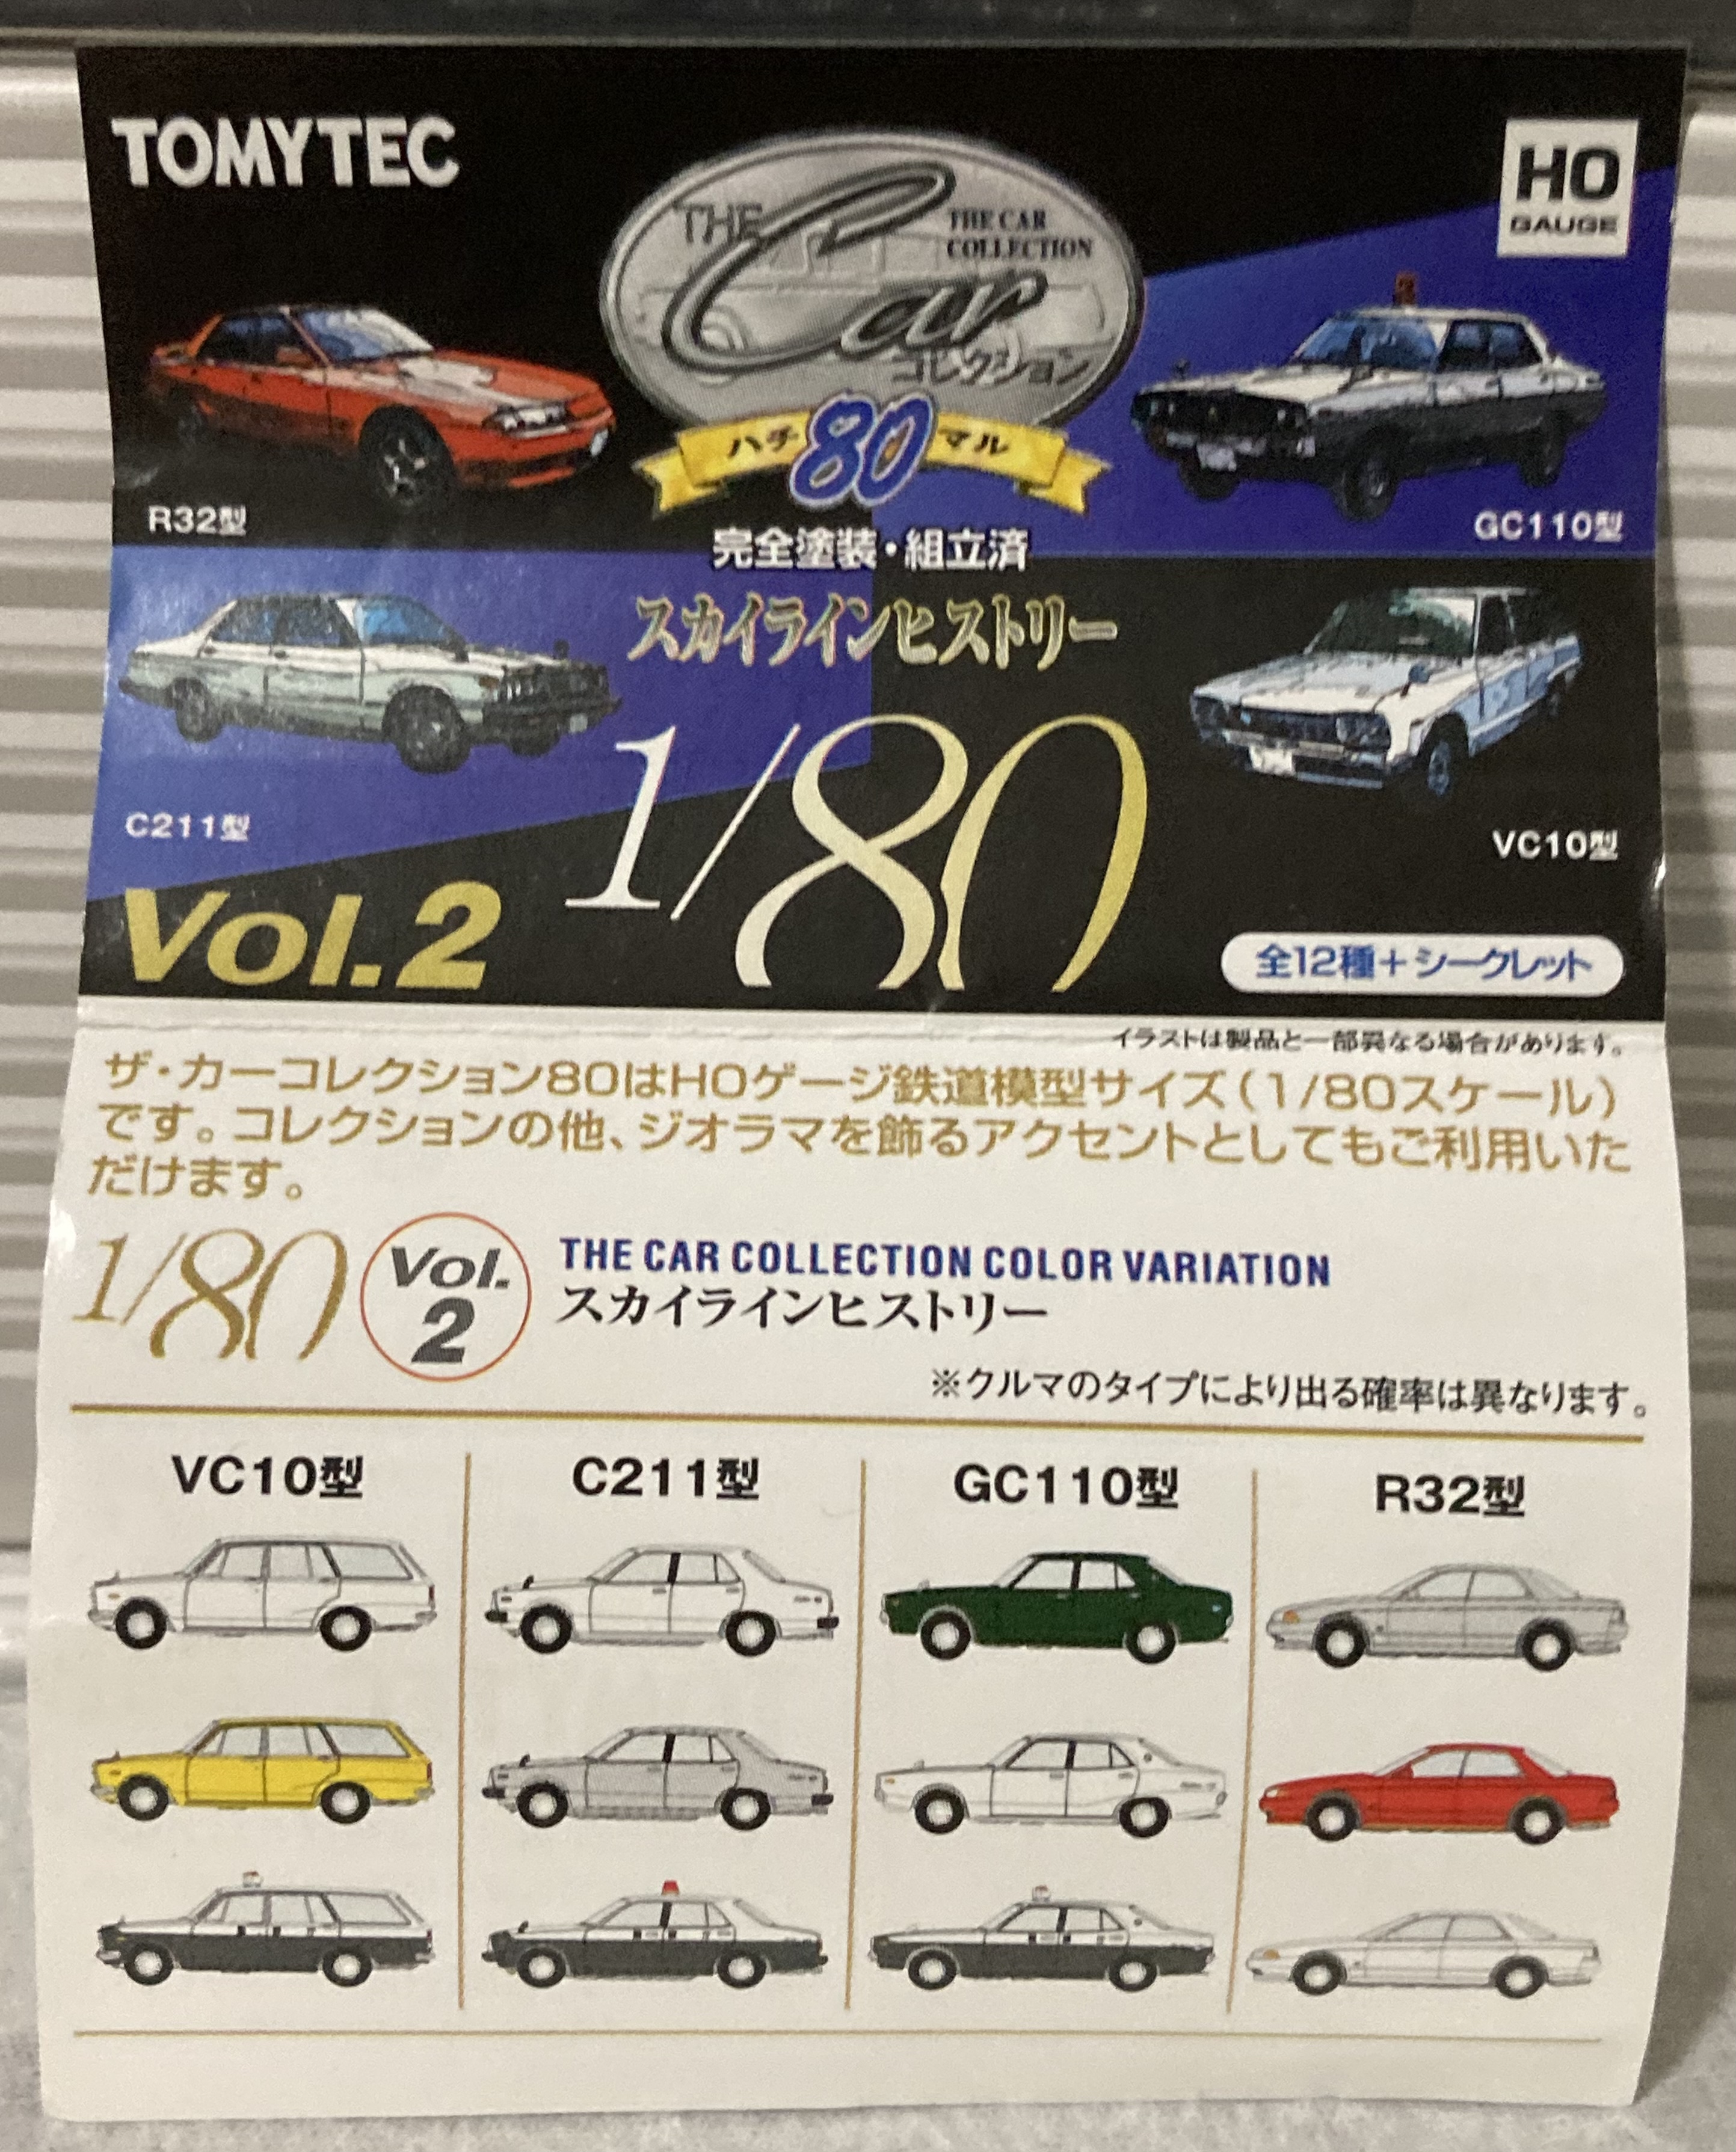 TOMYTEC
THE Car
THE CAR
COLLECTION
コレクション
HO
GAUGE
ハチ 80 マル
R32型
GC110型
完全塗装・組立済
スカイラインヒストリー
1/80
C211型
VC10型
Vol.2
全12種+シークレット
イラストは製品と一部異なる場合があります。
ザ・カーコレクション80はHOゲージ鉄道模型サイズ(1/80スケール)
です。コレクションの他、ジオラマを飾るアクセントとしてもご利用いた
だけます。
1/80
Vol.
2
THE CAR COLLECTION COLOR VARIATION
スカイラインヒストリー
※クルマのタイプにより出る確率は異なります。
VC10型
C211型
GC110型
R32型